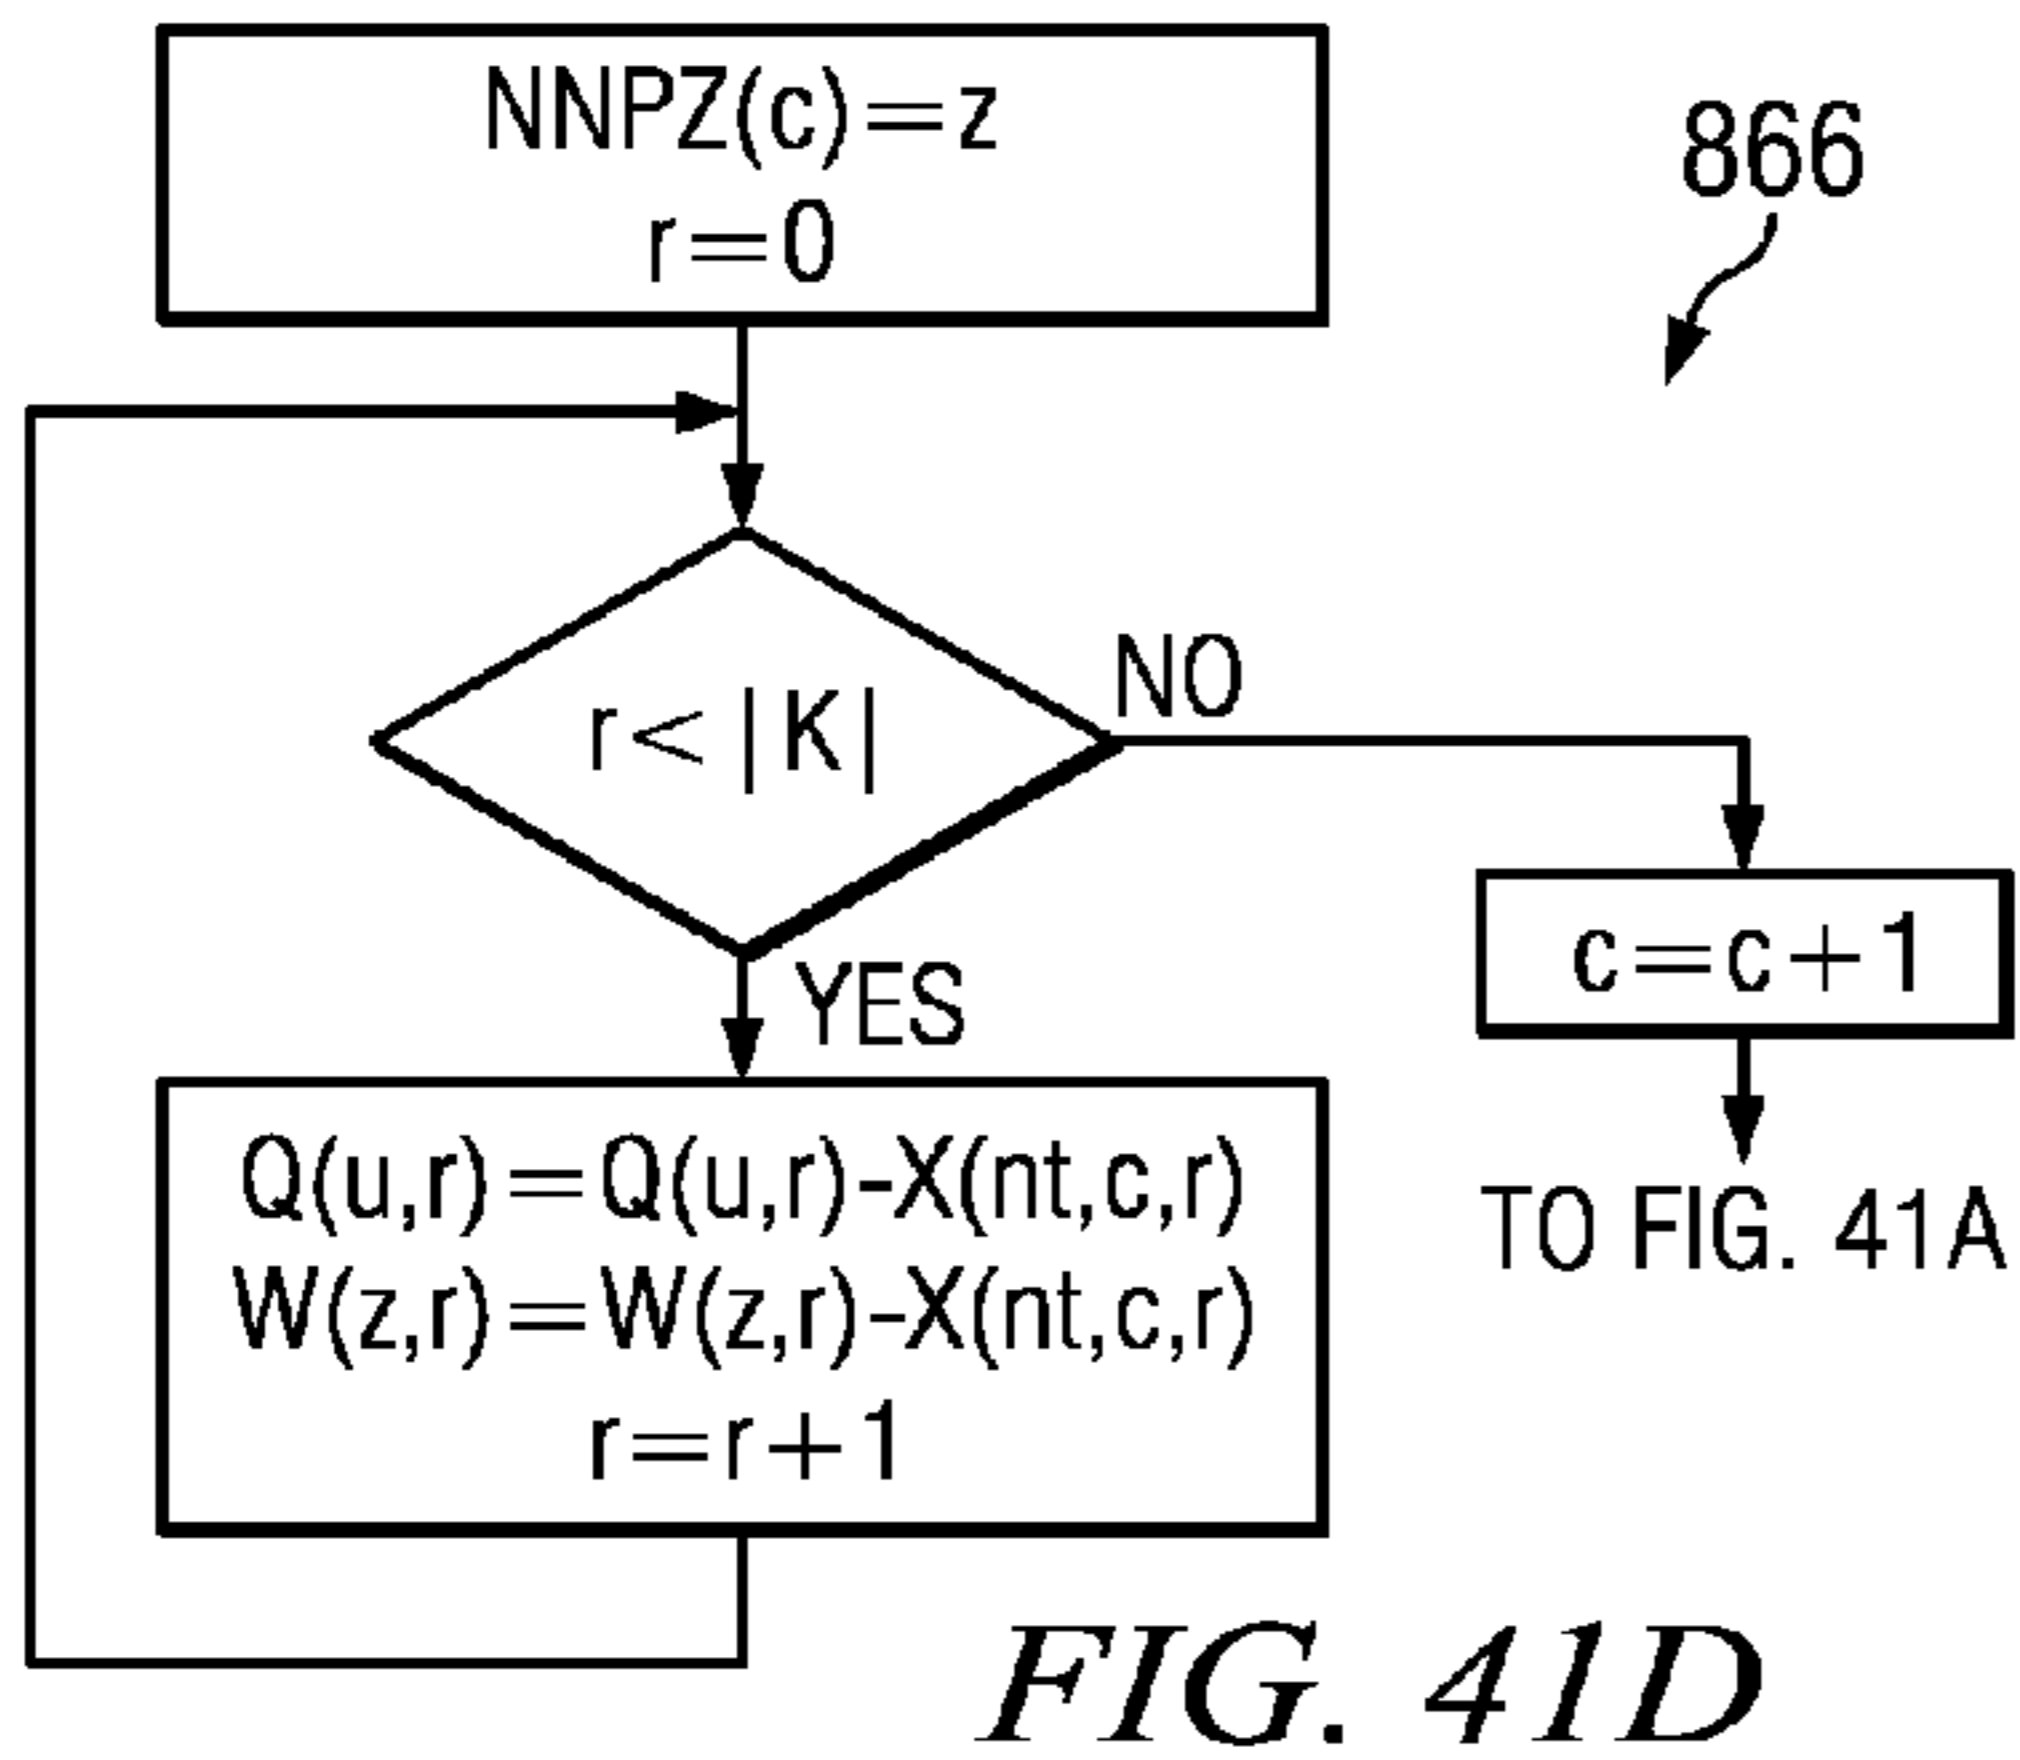 NNPZ(c)=z
r=0
866
r<|K|
NO
YES
c=c+1
TO FIG. 41A
Q(u,r)=Q(u,r)-X(nt,c,r)
W(z,r)=W(z,r)-X(nt,c,r)
r=r+1
FIG. 41D